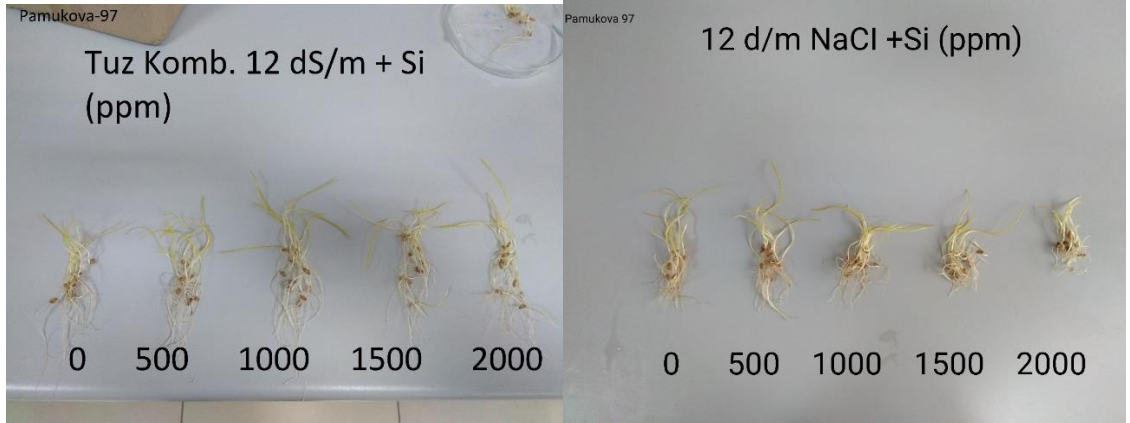 Pamukova-97
Tuz Komb. 12 dS/m + Si
(ppm)
0 500 1000 1500 2000
Pamukova 97
12 d/m NaCl +Si (ppm)
0 500 1000 1500 2000